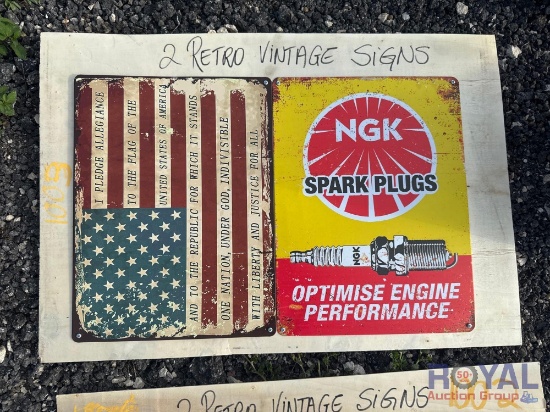 2 RETRO VINTAGE SIGNS
I PLEDGE ALLEGIANCE
TO THE FLAG OF THE
UNITED STATES OF AMERICA
AND TO THE REPUBLIC FOR WHICH IT STANDS
ONE NATION, UNDER GOD, INDIVISIBLE
WITH LIBERTY AND JUSTICE FOR ALL
NGK
SPARK PLUGS
NGK
OPTIMISE ENGINE
PERFORMANCE
2 RETRO VINTAGE SIGNS
50
ROYAL
Auction Group